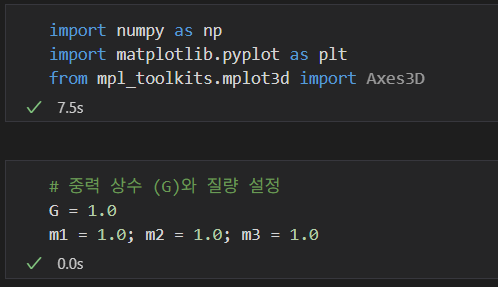 import numpy as np
import matplotlib.pyplot as plt
from mpl_toolkits.mplot3d import Axes3D
7.5s
# 중력 상수 (G)와 질량 설정
G = 1.0
m1 = 1.0; m2 = 1.0; m3 = 1.0
0.0s